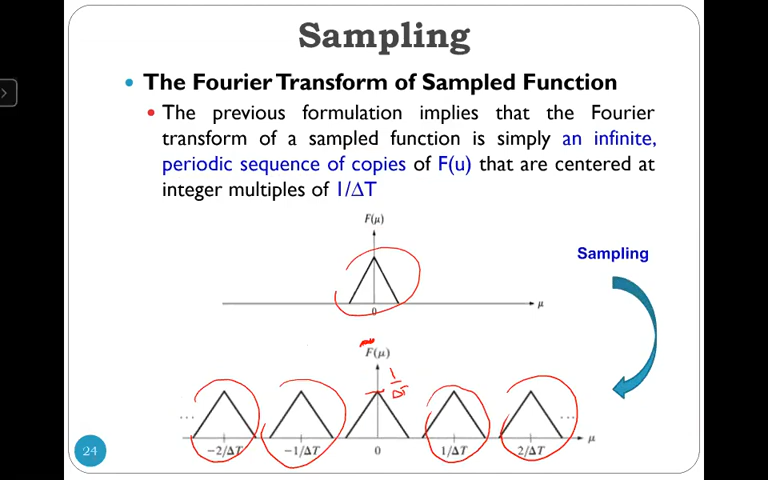 Sampling
• The Fourier Transform of Sampled Function
• The previous formulation implies that the Fourier
transform of a sampled function is simply an infinite,
periodic sequence of copies of F(u) that are centered at
integer multiples of 1/ΔT
F(μ)
Sampling
0
μ
F(μ)
1/ΔT
... ...
−2/ΔT −1/ΔT 0 1/ΔT 2/ΔT μ
24